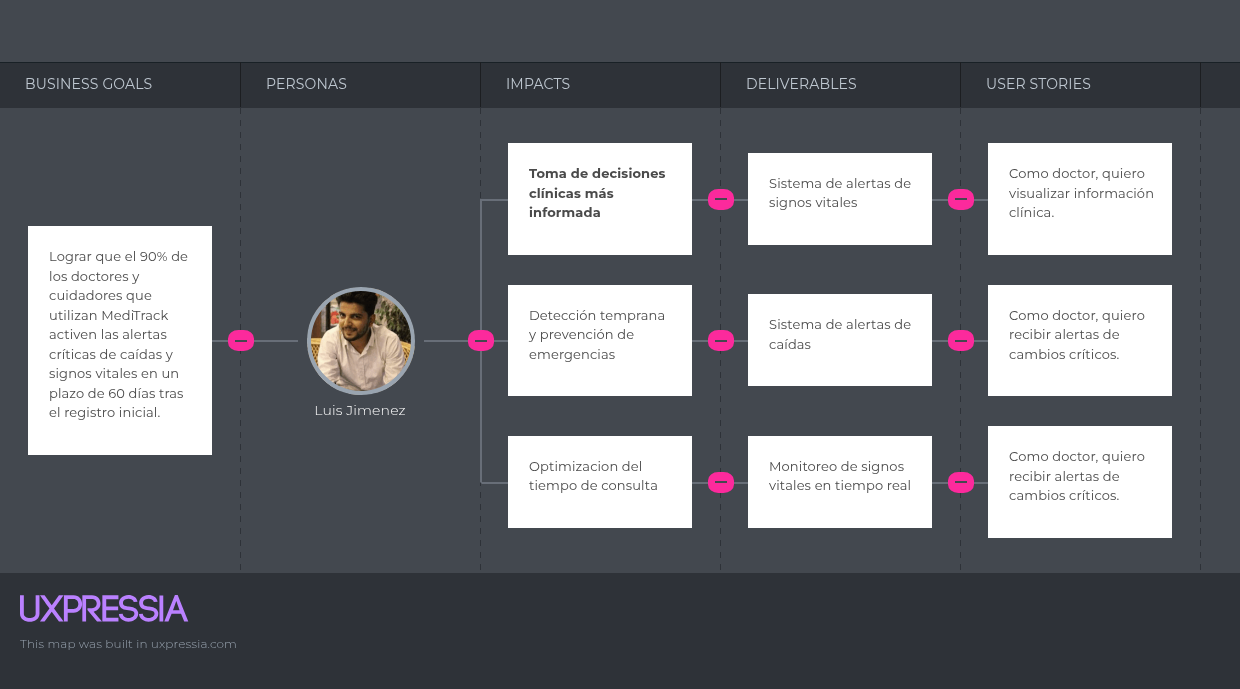 BUSINESS GOALS
PERSONAS
IMPACTS
DELIVERABLES
USER STORIES
Lograr que el 90% de
los doctores y
cuidadores que
utilizan MediTrack
activen las alertas
críticas de caídas y
signos vitales en un
plazo de 60 días tras
el registro inicial.
Luis Jimenez
Toma de decisiones
clínicas más
informada
Sistema de alertas de
signos vitales
Como doctor, quiero
visualizar información
clínica.
Detección temprana
y prevención de
emergencias
Sistema de alertas de
caídas
Como doctor, quiero
recibir alertas de
cambios críticos.
Optimizacion del
tiempo de consulta
Monitoreo de signos
vitales en tiempo real
Como doctor, quiero
recibir alertas de
cambios críticos.
UXPRESSIA
This map was built in uxpressia.com